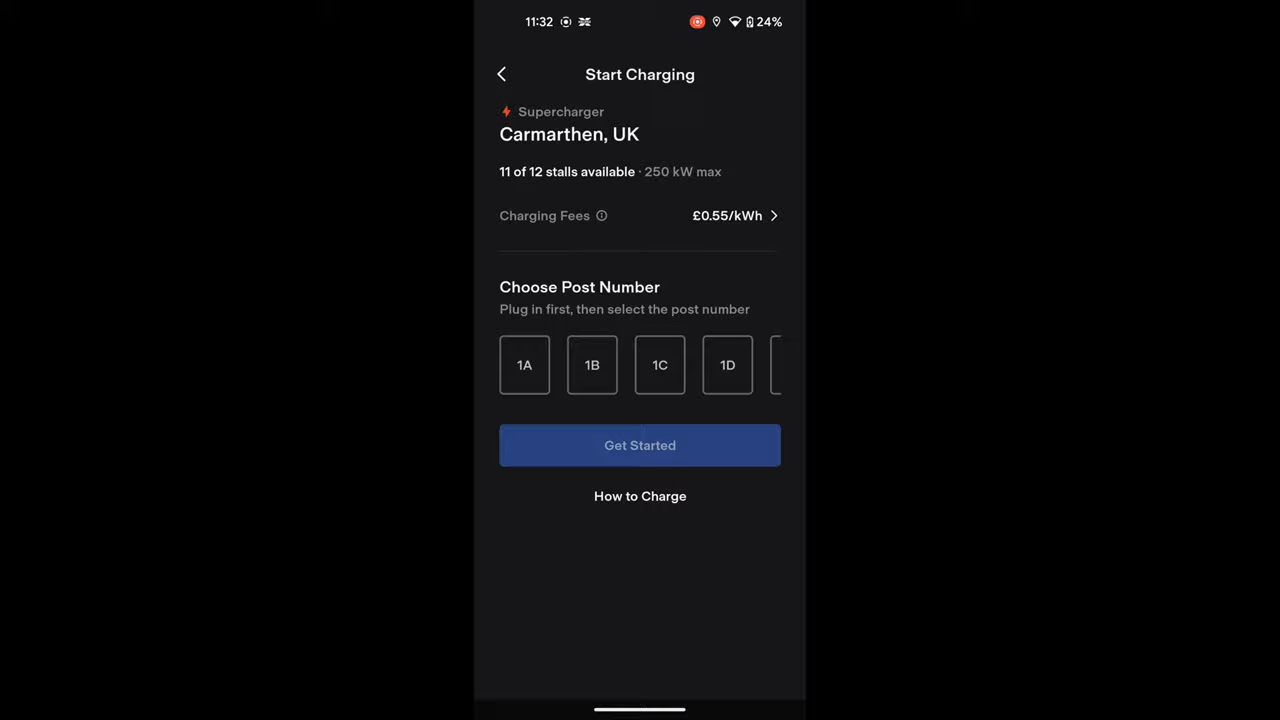 11:32 24%
Start Charging
Supercharger
Carmarthen, UK
11 of 12 stalls available · 250 kW max
Charging Fees £0.55/kWh
Choose Post Number
Plug in first, then select the post number
1A 1B 1C 1D
Get Started
How to Charge